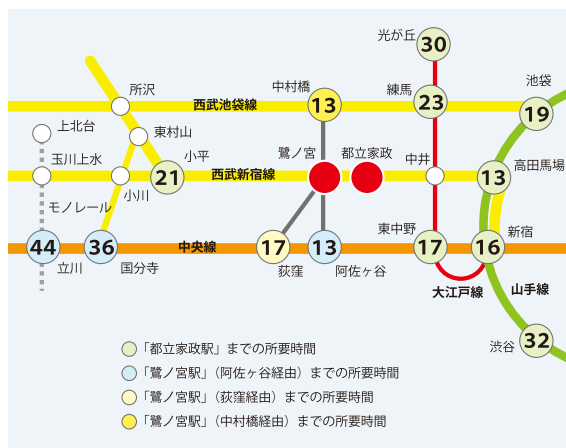 光が丘
30
池袋
所沢
中村橋
練馬
西武池袋線
13
23
19
上北台
東村山
小平
鷺ノ宮
都立家政
中井
高田馬場
玉川上水
21
西武新宿線
13
小川
モノレール
東中野
新宿
44
36
中央線
17
13
17
16
立川
国分寺
荻窪
阿佐ヶ谷
大江戸線
山手線
渋谷
32
「都立家政駅」までの所要時間
「鷺ノ宮駅」（阿佐ヶ谷経由）までの所要時間
「鷺ノ宮駅」（荻窪経由）までの所要時間
「鷺ノ宮駅」（中村橋経由）までの所要時間